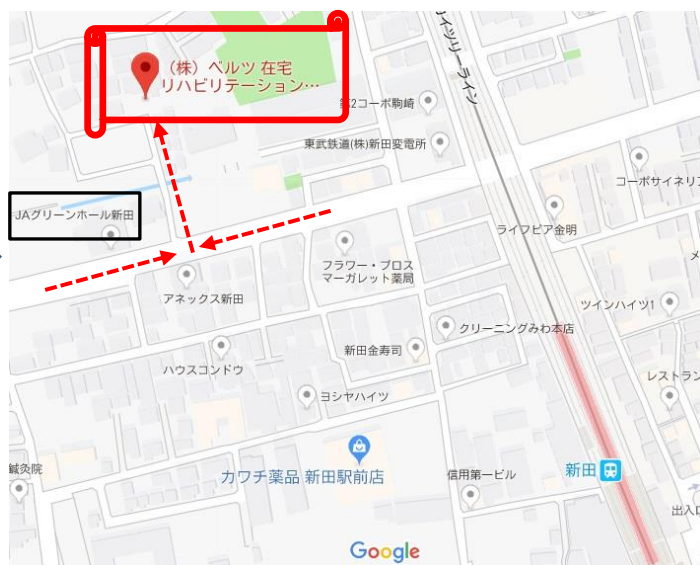 カイツリーライン
(株) ベルツ 在宅
リハビリテーション…
第2コーポ駒崎
東武鉄道(株)新田変電所
コーポサイネリア
JAグリーンホール新田
ライフピア金明
フラワー・プロス
マーガレット薬局
アネックス新田
ツインハイツ1
クリーニングみわ本店
新田金寿司
ハウスコンドウ
レストラン
ヨシヤハイツ
鍼灸院
カワチ薬品 新田駅前店
信用第一ビル
新田
出入口
Google